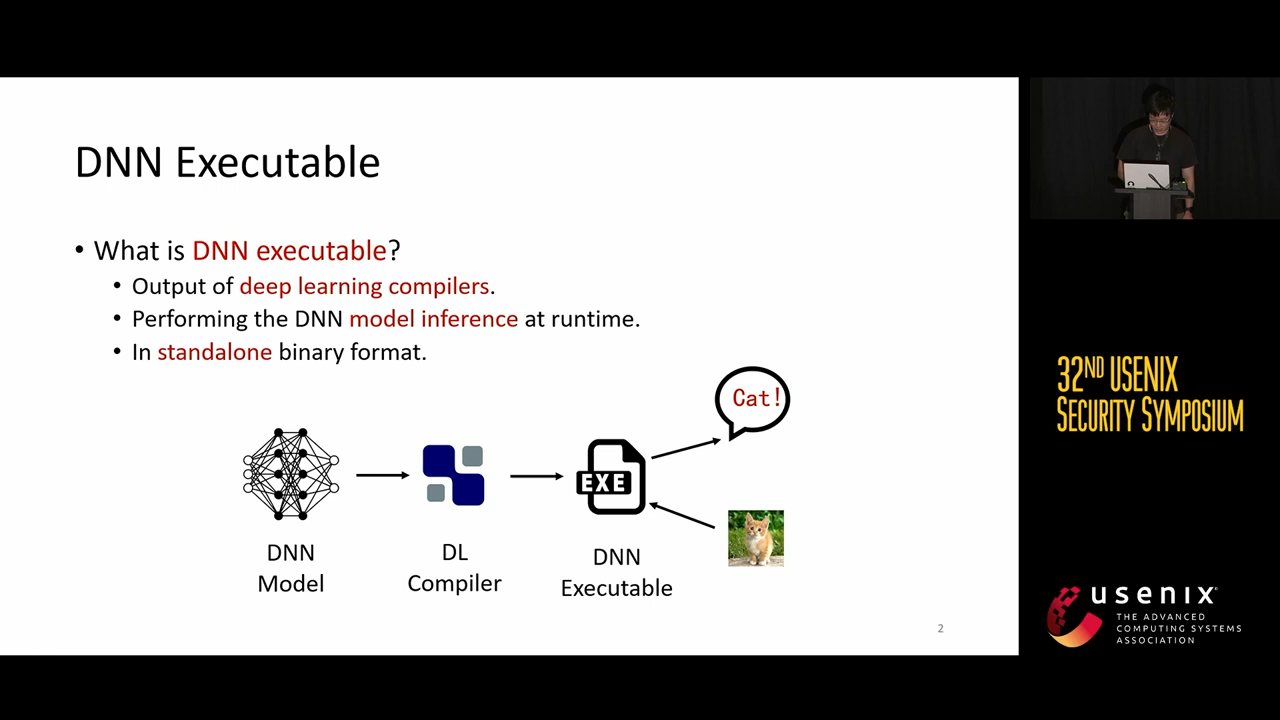 DNN Executable
• What is DNN executable?
• Output of deep learning compilers.
• Performing the DNN model inference at runtime.
• In standalone binary format.
Cat!
EXE
DNN
Model
DL
Compiler
DNN
Executable
2
32ND USENIX
SECURITY SYMPOSIUM
usenix
THE ADVANCED
COMPUTING SYSTEMS
ASSOCIATION